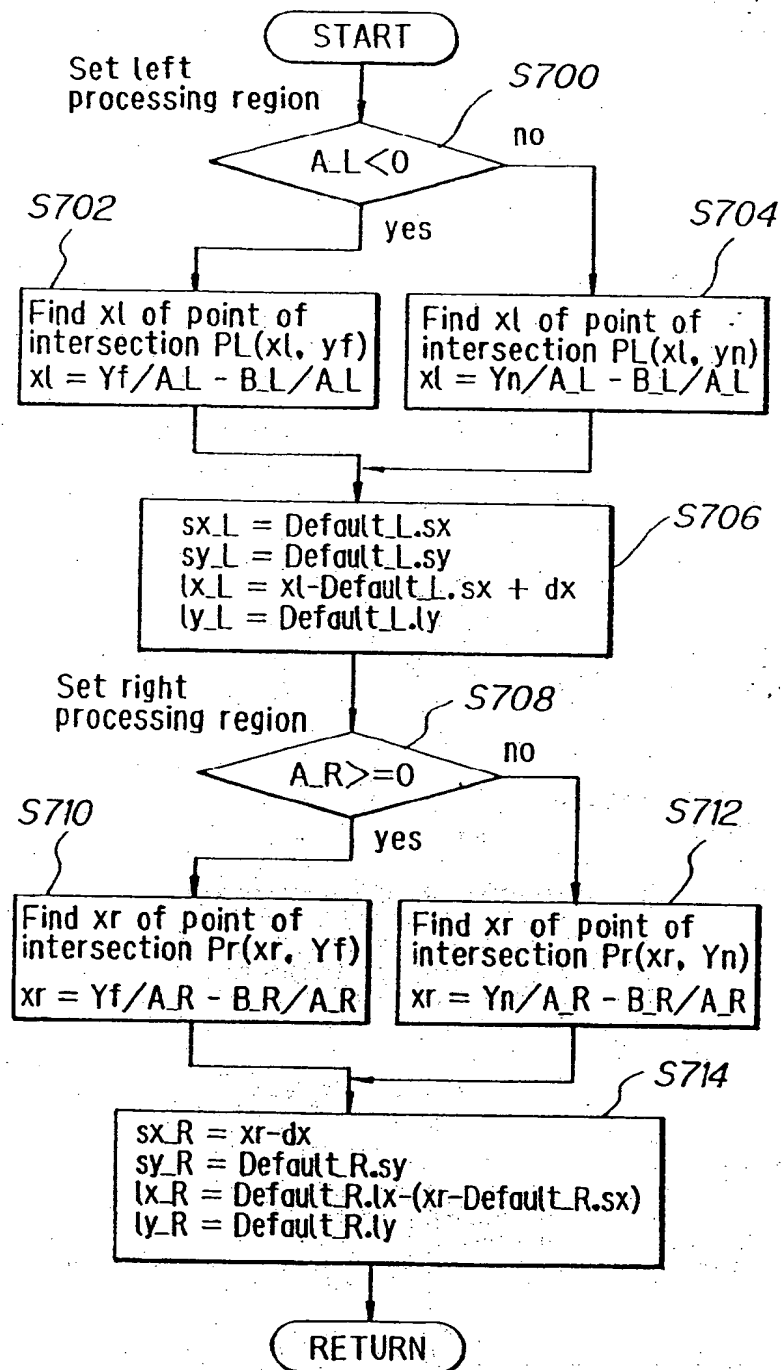 START
Set left
processing region
S700
A_L<0
no
yes
S702
S704
Find xl of point of
intersection PL(xl, yf)
xl = Yf/A_L - B_L/A_L
Find xl of point of
intersection PL(xl, yn)
xl = Yn/A_L - B_L/A_L
S706
sx_L = Default_L.sx
sy_L = Default_L.sy
lx_L = xl-Default_L.sx + dx
ly_L = Default_L.ly
Set right
processing region
S708
A_R>=0
no
yes
S710
S712
Find xr of point of
intersection Pr(xr, Yf)
xr = Yf/A_R - B_R/A_R
Find xr of point of
intersection Pr(xr, Yn)
xr = Yn/A_R - B_R/A_R
S714
sx_R = xr-dx
sy_R = Default_R.sy
lx_R = Default_R.lx-(xr-Default_R.sx)
ly_R = Default_R.ly
RETURN